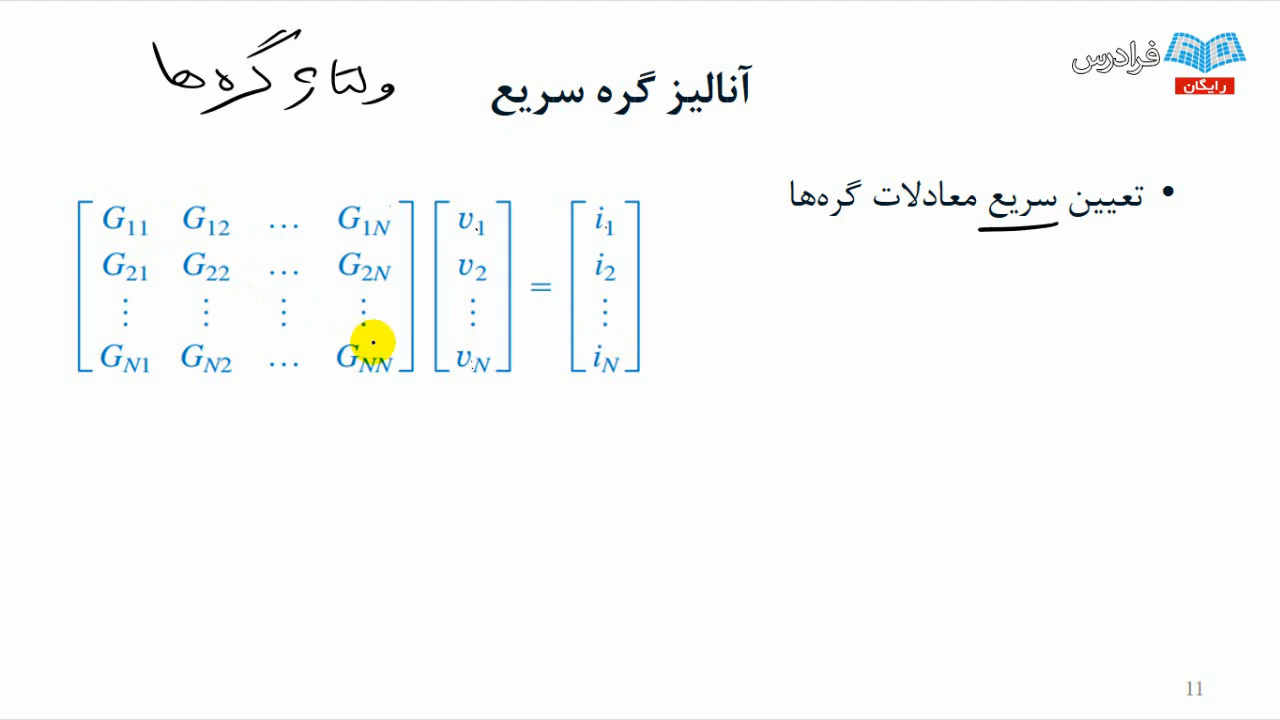 فرادرس
رایگان
ولتاژ گره ها
آنالیز گره سریع
• تعیین سریع معادلات گره‌ها
G11 G12 … G1N v1 i1
G21 G22 … G2N v2 = i2
⋮ ⋮ ⋮ ⋮ ⋮ ⋮
GN1 GN2 … GNN vN iN
11